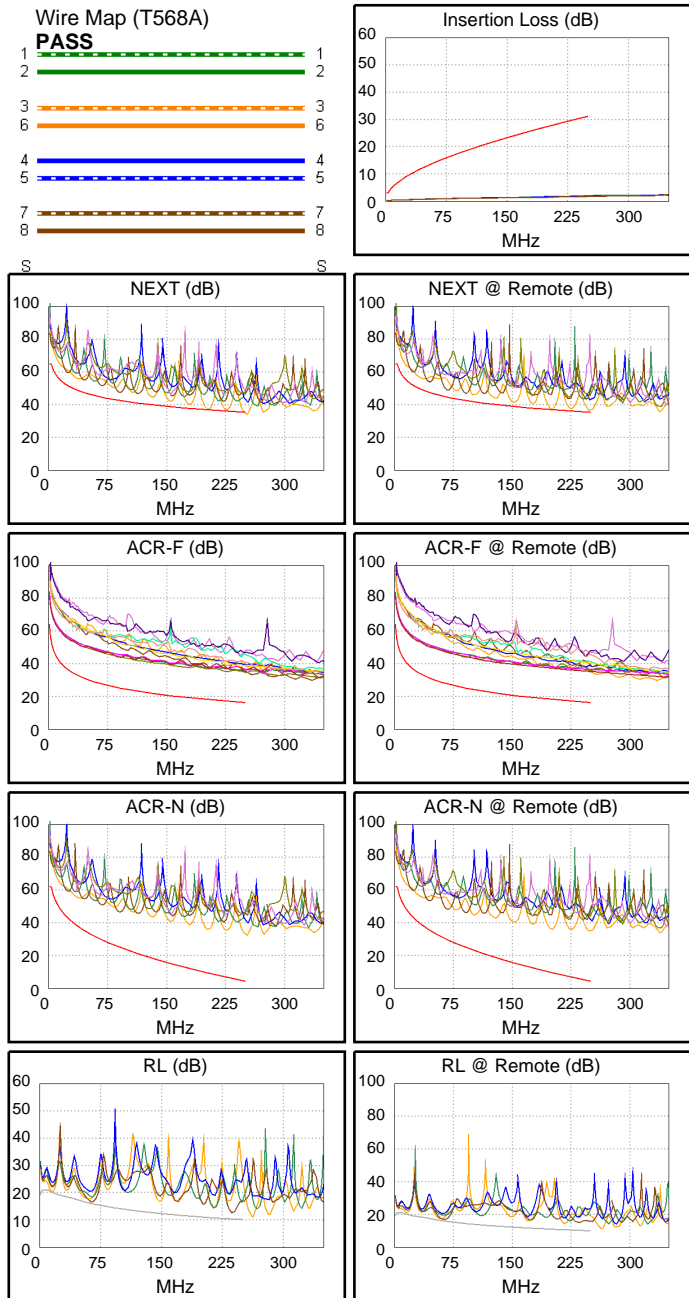 Wire Map (T568A)
PASS
1 1
2 2
3 3
6 6
4 4
5 5
7 7
8 8
S S
Insertion Loss (dB)
60
50
40
30
20
10
0
0 75 150 225 300
MHz
NEXT (dB)
100
80
60
40
20
0
0 75 150 225 300
MHz
NEXT @ Remote (dB)
100
80
60
40
20
0
0 75 150 225 300
MHz
ACR-F (dB)
100
80
60
40
20
0
0 75 150 225 300
MHz
ACR-F @ Remote (dB)
100
80
60
40
20
0
0 75 150 225 300
MHz
ACR-N (dB)
100
80
60
40
20
0
0 75 150 225 300
MHz
ACR-N @ Remote (dB)
100
80
60
40
20
0
0 75 150 225 300
MHz
RL (dB)
60
50
40
30
20
10
0
0 75 150 225 300
MHz
RL @ Remote (dB)
100
80
60
40
20
0
0 75 150 225 300
MHz